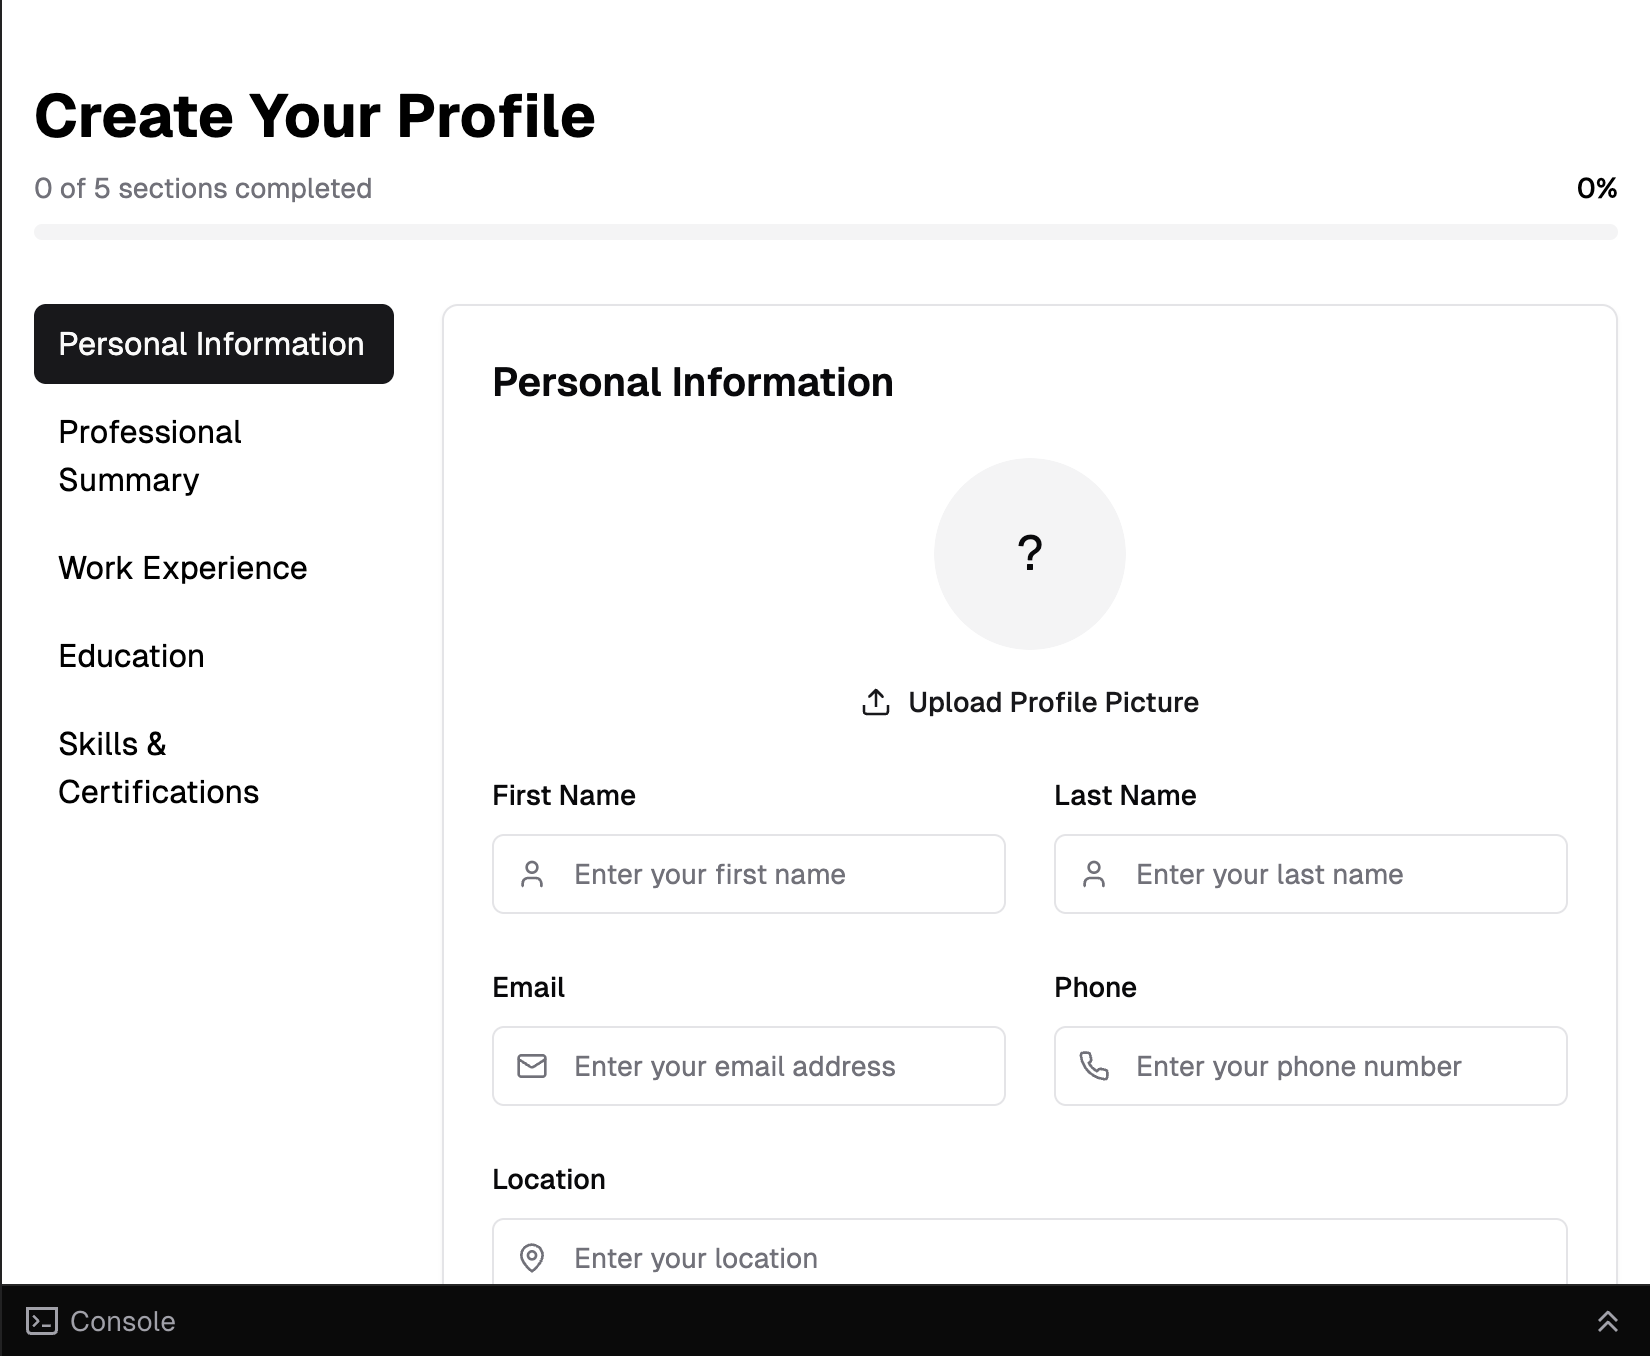 Create Your Profile
0 of 5 sections completed
0%
Personal Information
Professional
Summary
Work Experience
Education
Skills &
Certifications
Personal Information
?
Upload Profile Picture
First Name
Last Name
Enter your first name
Enter your last name
Email
Phone
Enter your email address
Enter your phone number
Location
Enter your location
Console